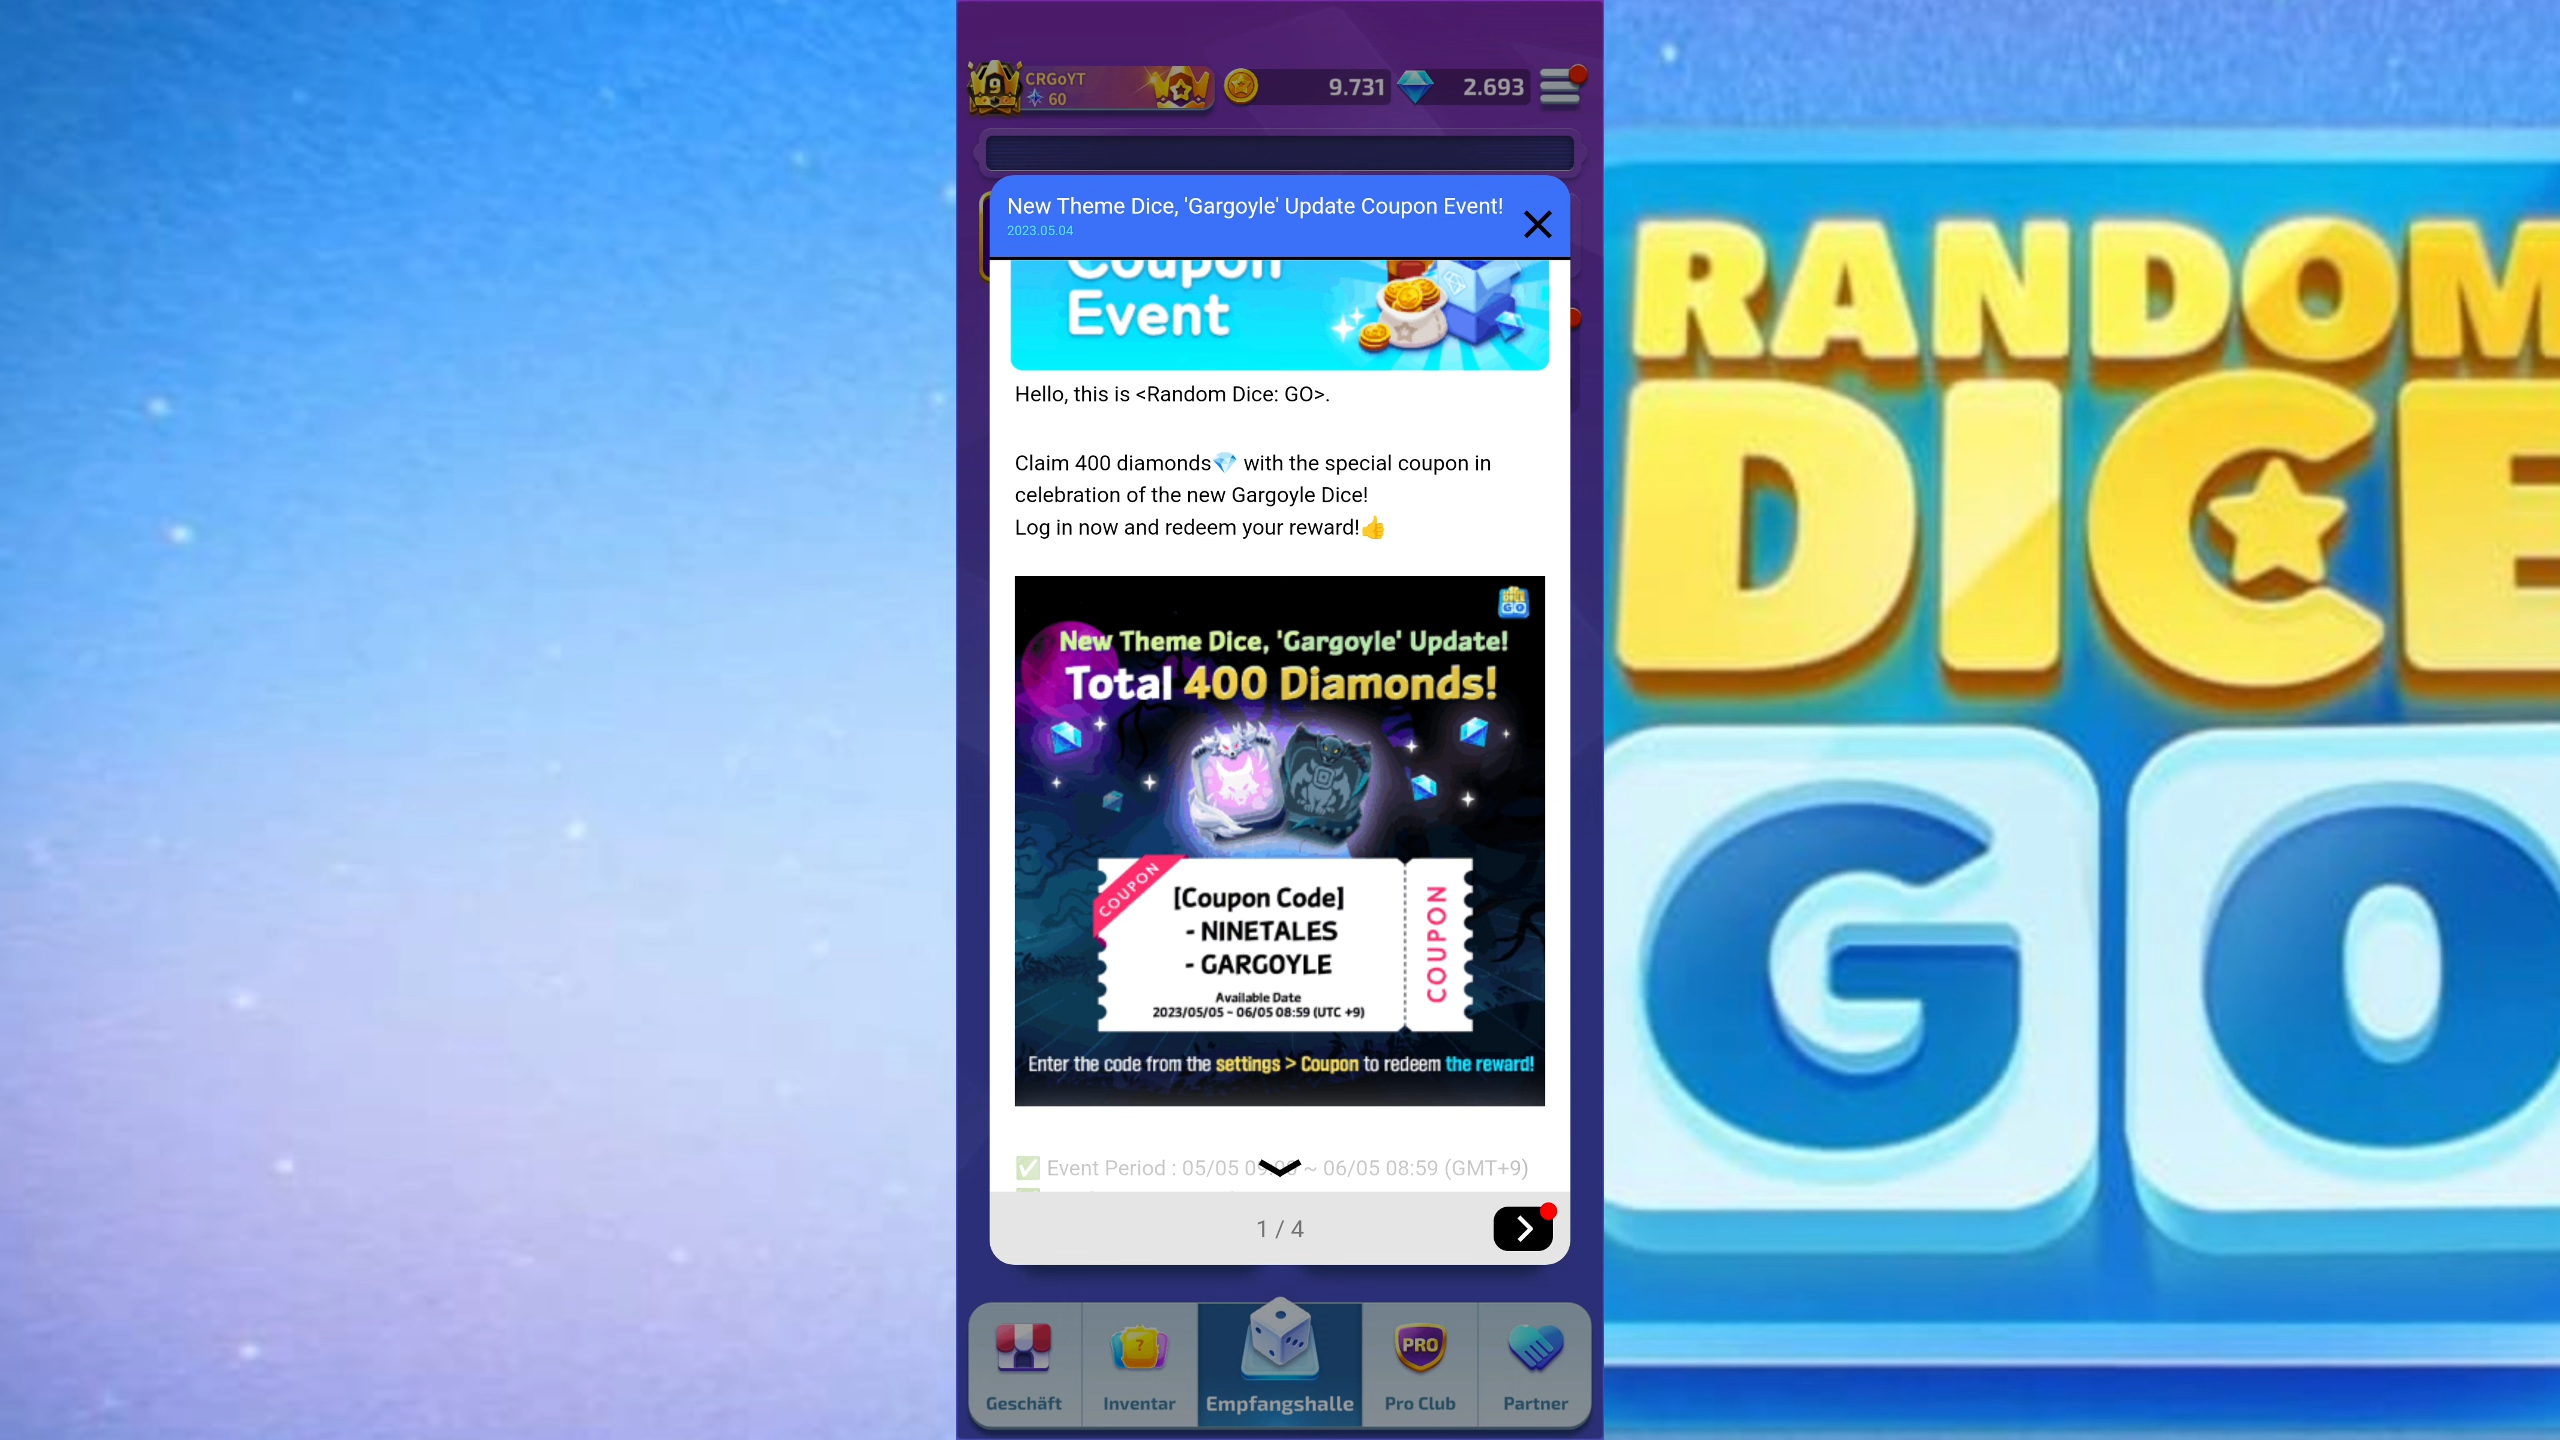 9
CRGoYT
60
9.731
2.693
New Theme Dice, 'Gargoyle' Update Coupon Event!
2023.05.04
Coupon
Event
Hello, this is <Random Dice: GO>.
Claim 400 diamonds💎 with the special coupon in
celebration of the new Gargoyle Dice!
Log in now and redeem your reward!👍
DICE
GO
New Theme Dice, 'Gargoyle' Update!
Total 400 Diamonds!
COUPON
[Coupon Code]
- NINETALES
- GARGOYLE
Available Date
2023/05/05 ~ 06/05 08:59 (UTC +9)
COUPON
Enter the code from the settings > Coupon to redeem the reward!
✅ Event Period : 05/05 ~ 06/05 08:59 (GMT+9)
1 / 4
?
PRO
Geschäft
Inventar
Empfangshalle
Pro Club
Partner
RANDOM
DICE
GO